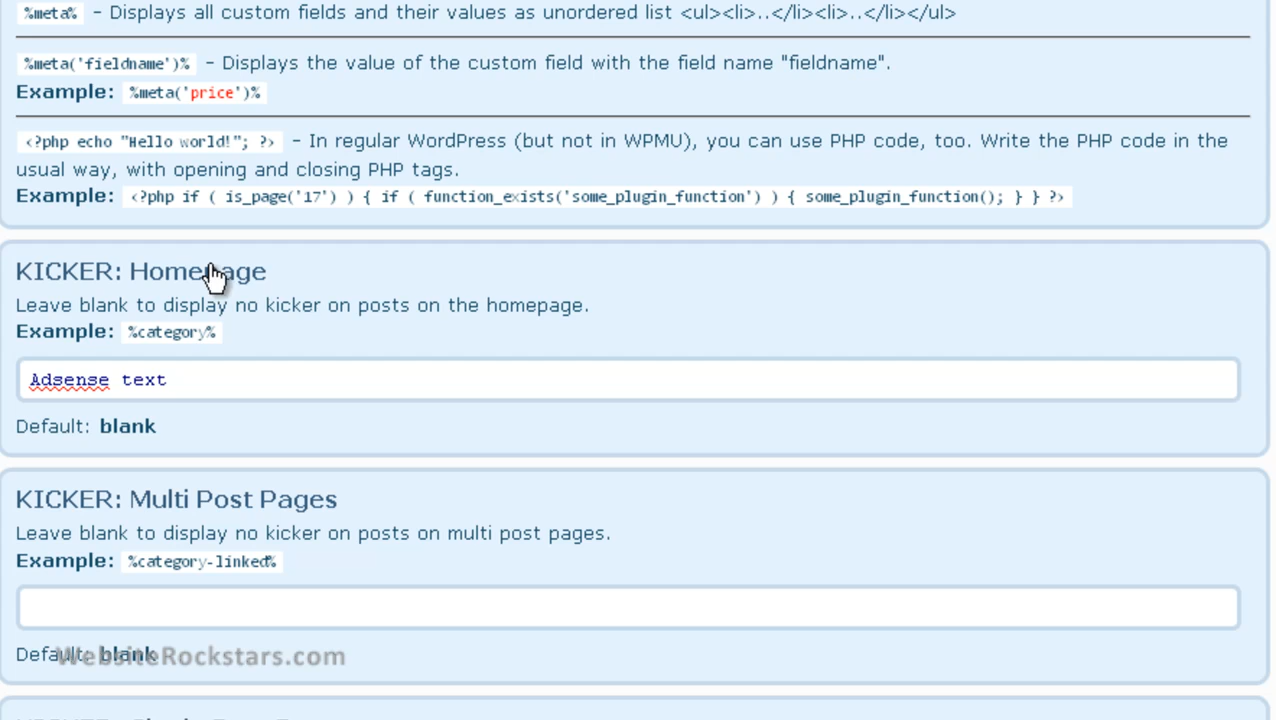 %meta% - Displays all custom fields and their values as unordered list <ul><li>..</li><li>..</li></ul>
%meta('fieldname')% - Displays the value of the custom field with the field name "fieldname".
Example: %meta('price')%
<?php echo "Hello world!"; ?> - In regular WordPress (but not in WPMU), you can use PHP code, too. Write the PHP code in the
usual way, with opening and closing PHP tags.
Example: <?php if ( is_page('17') ) { if ( function_exists('some_plugin_function') ) { some_plugin_function(); } } ?>
KICKER: Homepage
Leave blank to display no kicker on posts on the homepage.
Example: %category%
Adsense text
Default: blank
KICKER: Multi Post Pages
Leave blank to display no kicker on posts on multi post pages.
Example: %category-linked%
Default: blank
WebsiteRockstars.com